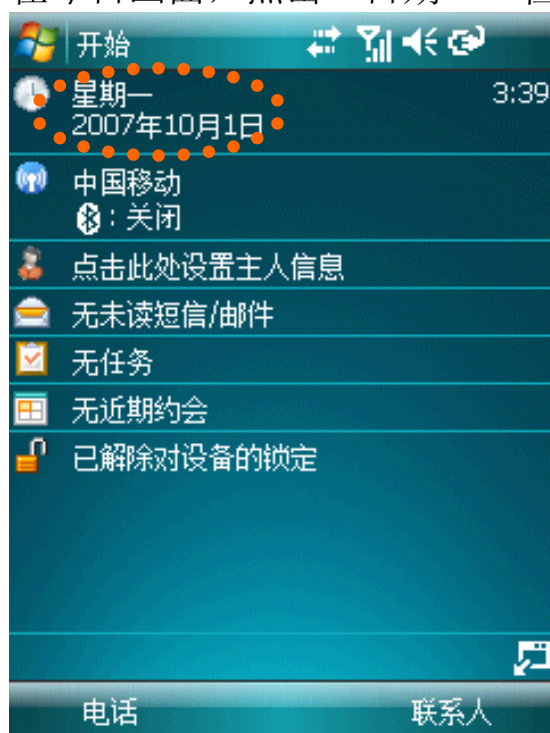 开始
星期一 3:39
2007年10月1日
中国移动
：关闭
点击此处设置主人信息
无未读短信/邮件
无任务
无近期约会
已解除对设备的锁定
电话 联系人